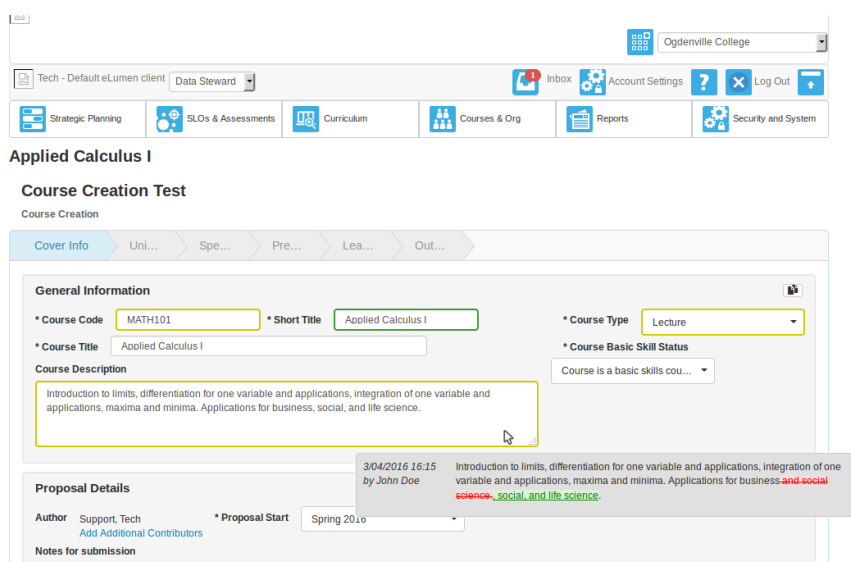 Ogdenville College
Tech - Default eLumen client Data Steward 1 Inbox Account Settings ? Log Out
Strategic Planning SLOs & Assessments Curriculum Courses & Org Reports Security and System
Applied Calculus I
Course Creation Test
Course Creation
Cover Info Uni... Spe... Pre... Lea... Out...
General Information
* Course Code MATH101 * Short Title Applied Calculus I * Course Type Lecture
* Course Title Applied Calculus I * Course Basic Skill Status
Course Description Course is a basic skills cou...
Introduction to limits, differentiation for one variable and applications, integration of one variable and
applications, maxima and minima. Applications for business, social, and life science.
3/04/2016 16:15 Introduction to limits, differentiation for one variable and applications, integration of one
by John Doe variable and applications, maxima and minima. Applications for business and social
science., social, and life science.
Proposal Details
Author Support, Tech * Proposal Start Spring 2016
Add Additional Contributors
Notes for submission